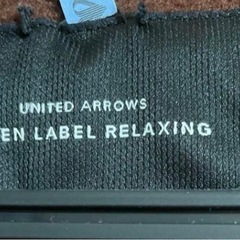 UNITED ARROWS
EN LABEL RELAXING